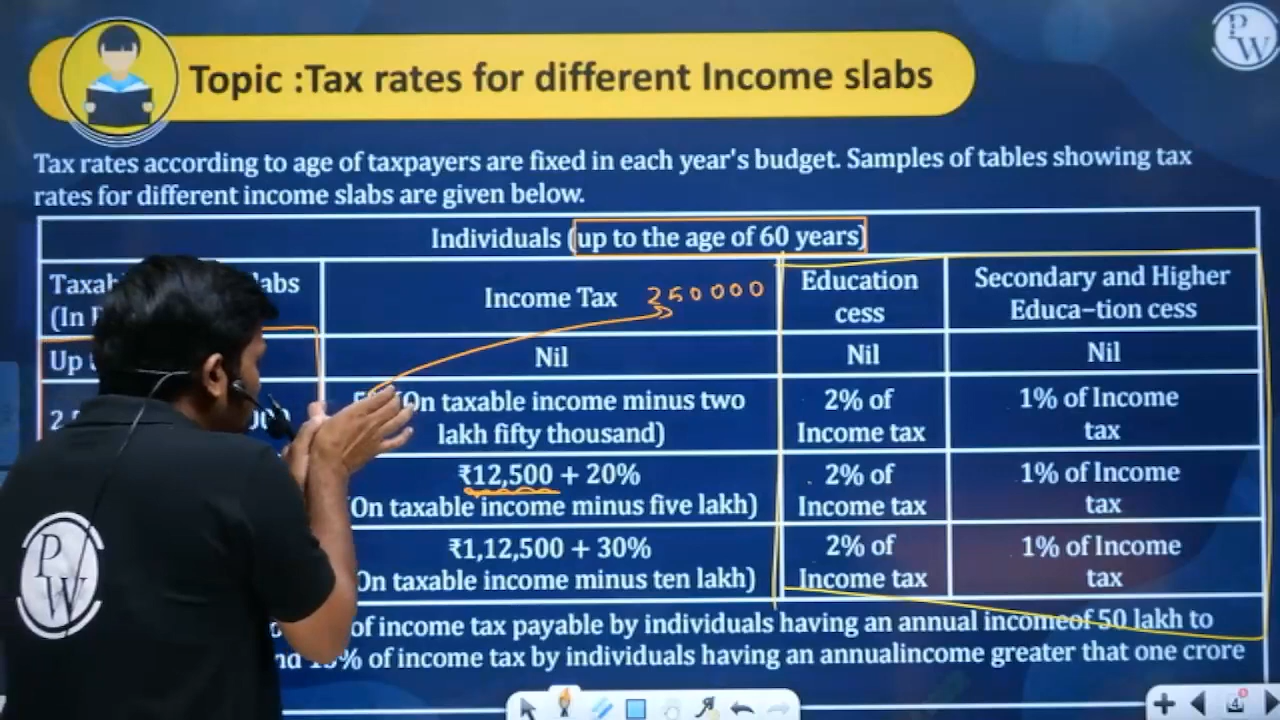 P
W
Topic :Tax rates for different Income slabs
Tax rates according to age of taxpayers are fixed in each year's budget. Samples of tables showing tax
rates for different income slabs are given below.
Individuals (up to the age of 60 years)
labs
(In
Income Tax
250000
Education
cess
Secondary and Higher
Educa-tion cess
Up
Nil
Nil
Nil
(On taxable income minus two
lakh fifty thousand)
2% of
Income tax
1% of Income
tax
₹12,500 + 20%
(On taxable income minus five lakh)
2% of
Income tax
1% of Income
tax
₹1,12,500 + 30%
On taxable income minus ten lakh)
2% of
Income tax
1% of Income
tax
of income tax payable by individuals having an annual incomeof 50 lakh to
% of income tax by individuals having an annualincome greater that one crore
P
W
4